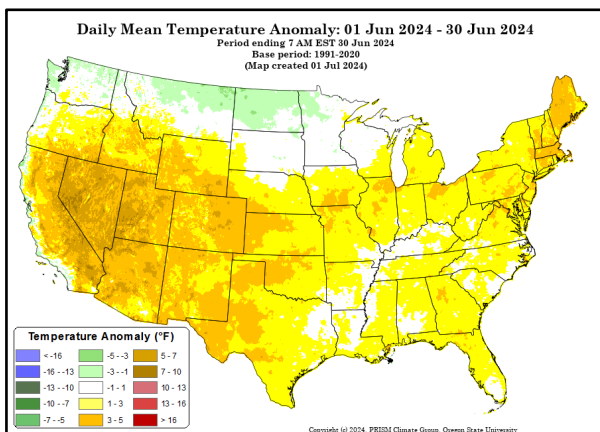 Daily Mean Temperature Anomaly: 01 Jun 2024 - 30 Jun 2024
Period ending 7 AM EST 30 Jun 2024
Base period: 1991-2020
(Map created 01 Jul 2024)
Temperature Anomaly (°F)
< -16 -5 - -3 5 - 7
-16 - -13 -3 - -1 7 - 10
-13 - -10 -1 - 1 10 - 13
-10 - -7 1 - 3 13 - 16
-7 - -5 3 - 5 > 16
Copyright (c) 2024, PRISM Climate Group, Oregon State University